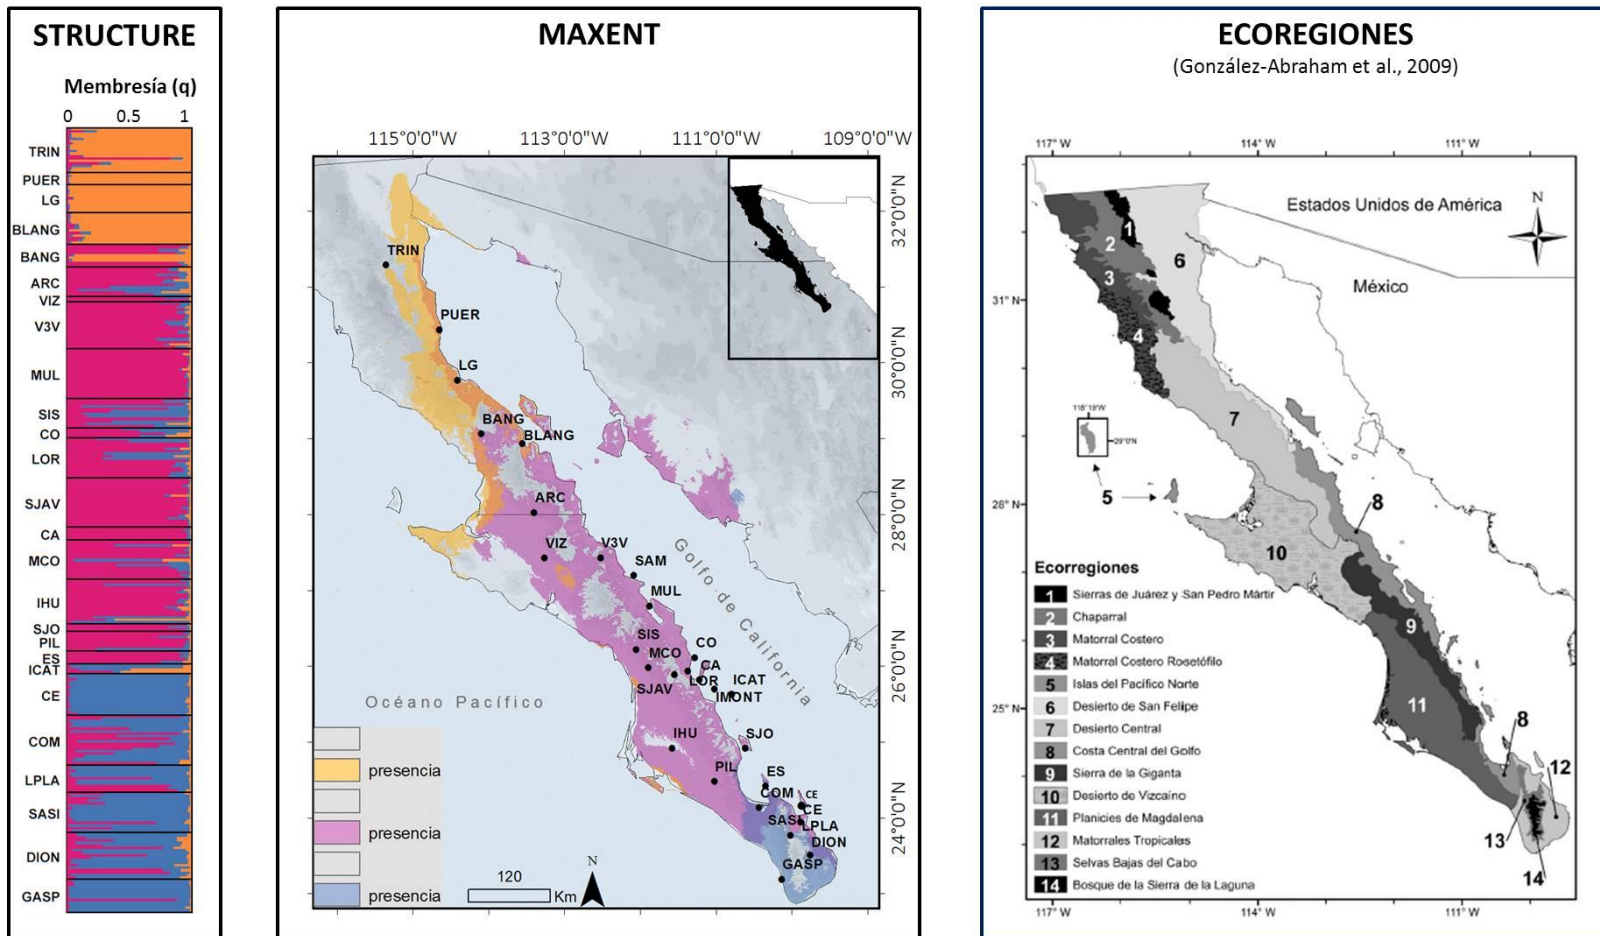 STRUCTURE
Membresía (q)
0 0.5 1
TRIN
PUER
LG
BLANG
BANG
ARC
VIZ
V3V
MUL
SIS
CO
LOR
SJAV
CA
MCO
IHU
SJO
PIL
ES
ICAT
CE
COM
LPLA
SASI
DION
GASP
MAXENT
115°0'0"W 113°0'0"W 111°0'0"W 109°0'0"W
32°0'0"N
30°0'0"N
28°0'0"N
26°0'0"N
24°0'0"N
TRIN
PUER
LG
BANG
BLANG
ARC
VIZ
V3V
SAM
MUL
SIS
MCO
CO
CA
SJAV
LOR
ICAT
IMONT
IHU
SJO
PIL
ES
COM
CE
CE
SASI
LPLA
DION
GASP
Golfo de California
Océano Pacífico
presencia
presencia
presencia
120
Km
N
ECOREGIONES
(González-Abraham et al., 2009)
117°W 114°W 111°W
Estados Unidos de América
N
México
31°N
28°N
25°N
118°19'W
29°0'N
1
2
3
4
5
6
7
8
9
10
11
8
12
13
14
Ecorregiones
1 Sierras de Juárez y San Pedro Mártir
2 Chaparral
3 Matorral Costero
4 Matorral Costero Rosetófilo
5 Islas del Pacífico Norte
6 Desierto de San Felipe
7 Desierto Central
8 Costa Central del Golfo
9 Sierra de la Giganta
10 Desierto de Vizcaíno
11 Planicies de Magdalena
12 Matorrales Tropicales
13 Selvas Bajas del Cabo
14 Bosque de la Sierra de la Laguna
117°W 114°W 111°W